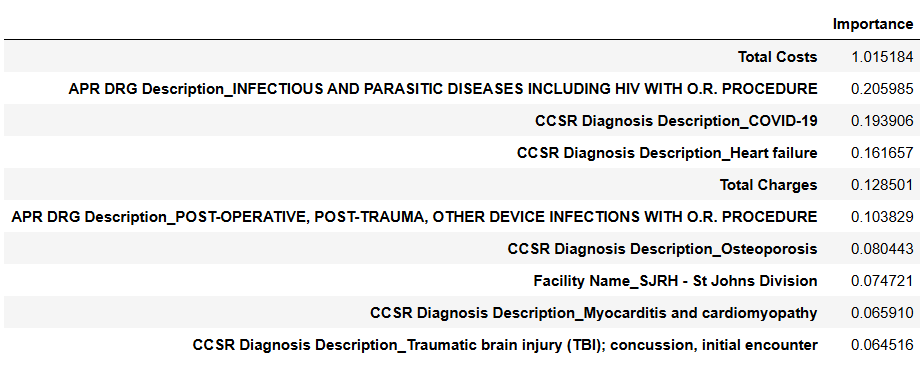 Importance
Total Costs 1.015184
APR DRG Description_INFECTIOUS AND PARASITIC DISEASES INCLUDING HIV WITH O.R. PROCEDURE 0.205985
CCSR Diagnosis Description_COVID-19 0.193906
CCSR Diagnosis Description_Heart failure 0.161657
Total Charges 0.128501
APR DRG Description_POST-OPERATIVE, POST-TRAUMA, OTHER DEVICE INFECTIONS WITH O.R. PROCEDURE 0.103829
CCSR Diagnosis Description_Osteoporosis 0.080443
Facility Name_SJRH - St Johns Division 0.074721
CCSR Diagnosis Description_Myocarditis and cardiomyopathy 0.065910
CCSR Diagnosis Description_Traumatic brain injury (TBI); concussion, initial encounter 0.064516